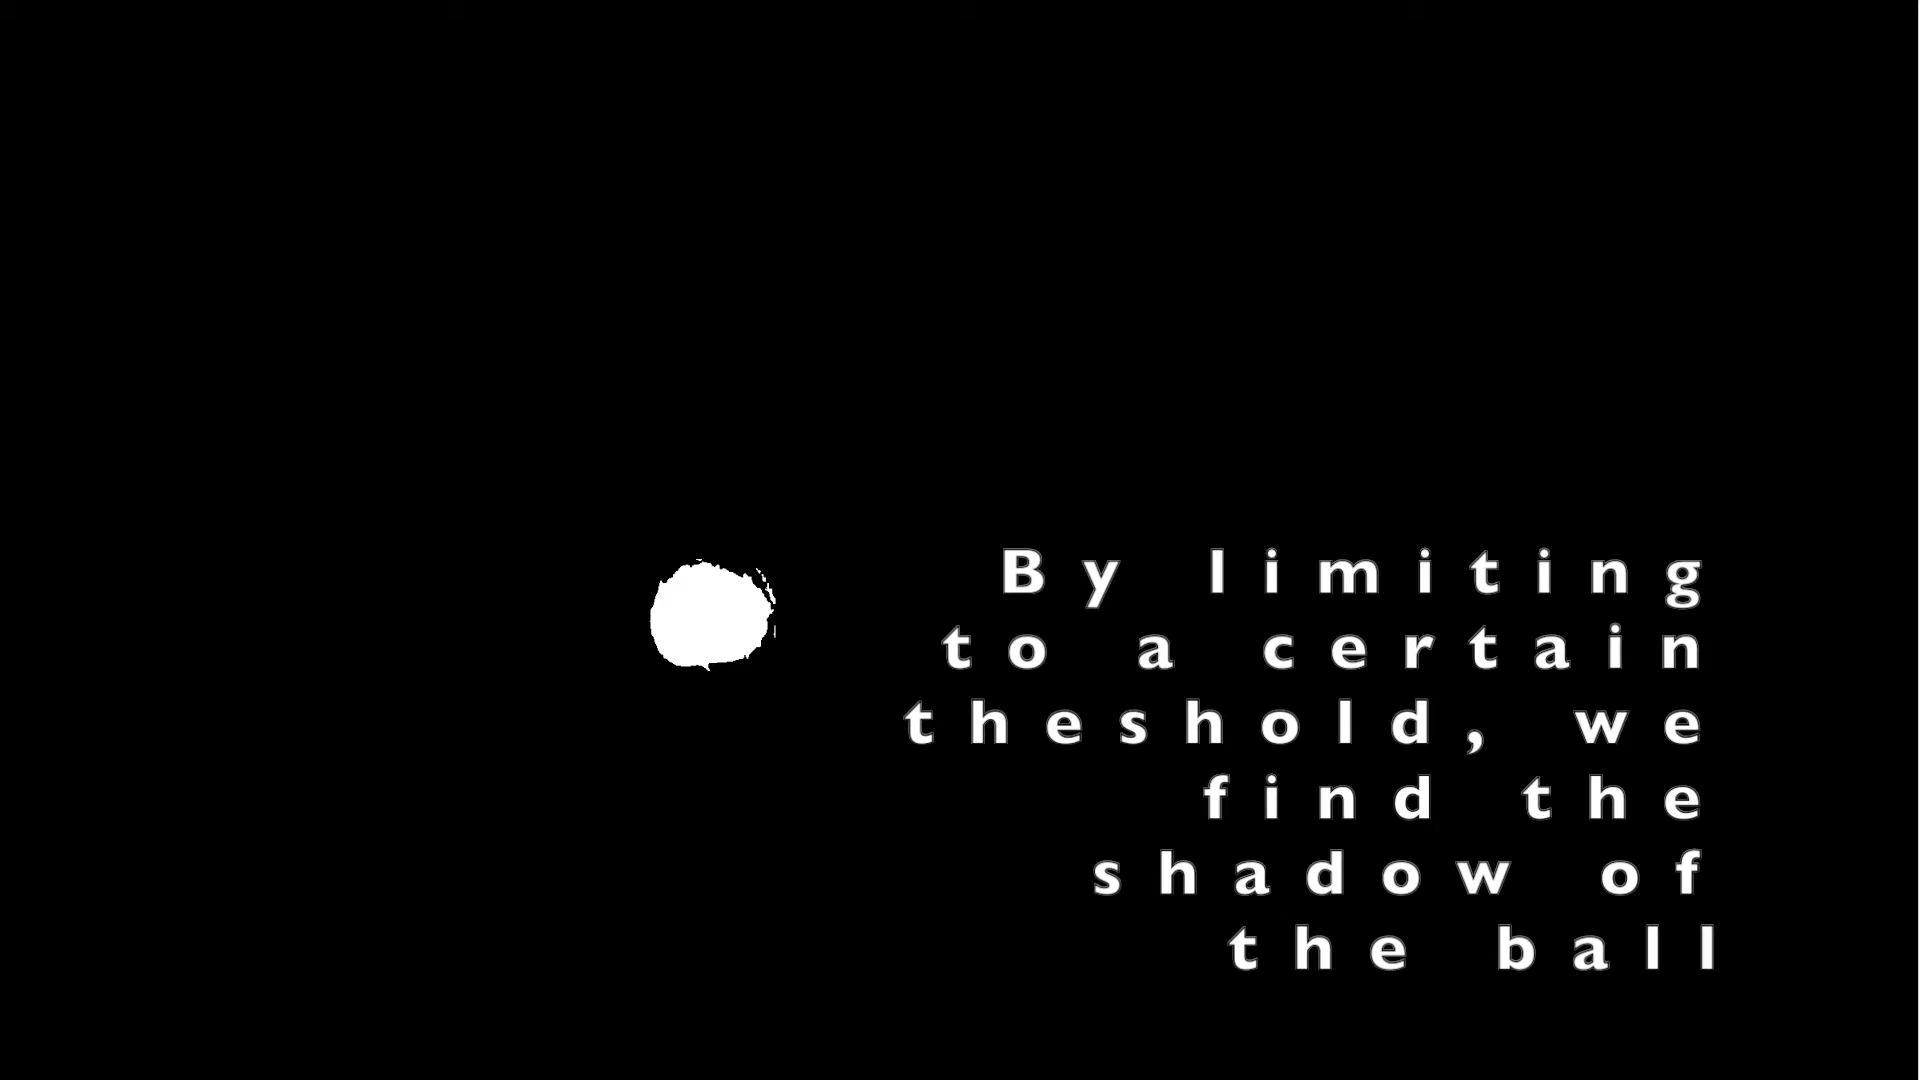 By limiting
to a certain
theshold, we
find the
shadow of
the ball